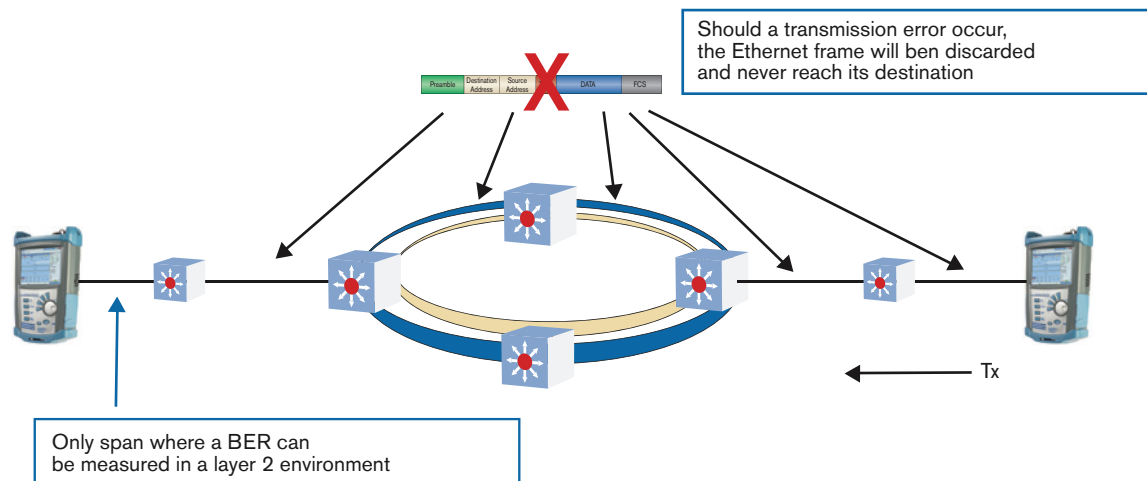 Should a transmission error occur,
the Ethernet frame will ben discarded
and never reach its destination
Preamble
Destination
Address
Source
Address
DATA
FCS
Tx
Only span where a BER can
be measured in a layer 2 environment